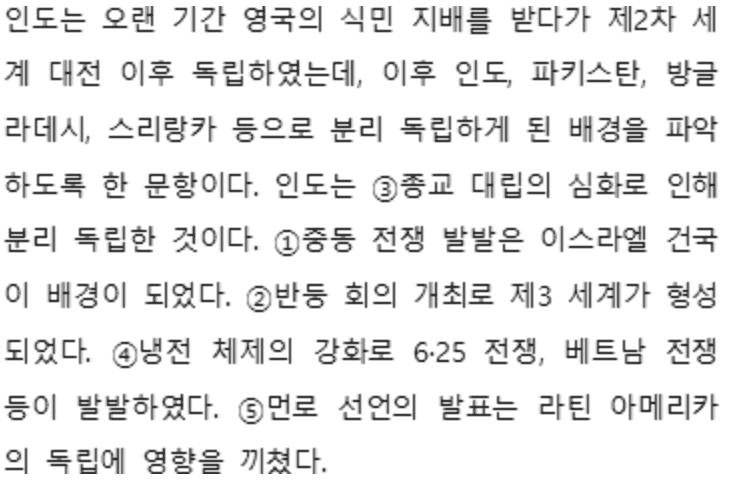 인도는 오랜 기간 영국의 식민 지배를 받다가 제2차 세
계 대전 이후 독립하였는데, 이후 인도, 파키스탄, 방글
라데시, 스리랑카 등으로 분리 독립하게 된 배경을 파악
하도록 한 문항이다. 인도는 ③종교 대립의 심화로 인해
분리 독립한 것이다. ①중동 전쟁 발발은 이스라엘 건국
이 배경이 되었다. ②반둥 회의 개최로 제3 세계가 형성
되었다. ④냉전 체제의 강화로 6·25 전쟁, 베트남 전쟁
등이 발발하였다. ⑤먼로 선언의 발표는 라틴 아메리카
의 독립에 영향을 끼쳤다.